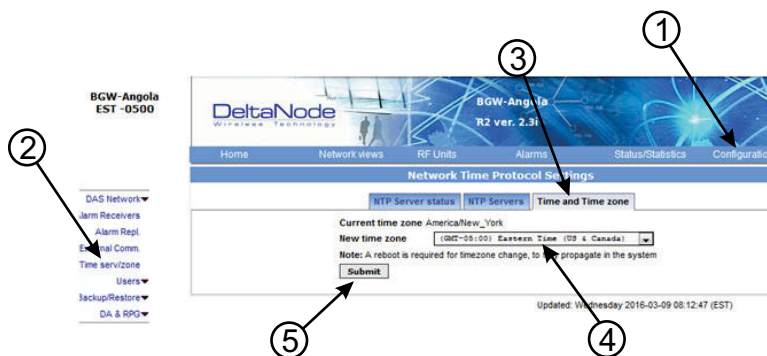 1
3
BGW-Angola
EST -0500
DeltaNode
Wireless Technology
BGW-Angola
R2 ver. 2.3i
2
Home Network views RF Units Alarms Status/Statistics Configuratio
Network Time Protocol Settings
DAS Network
larm Receivers
Alarm Repl.
External Comm.
Time serv/zone
Users
Backup/Restore
DA & RPG
NTP Server status NTP Servers Time and Time zone
Current time zone America/New_York
New time zone (GMT-05:00) Eastern Time (US & Canada)
Note: A reboot is required for timezone change, to fully propagate in the system
Submit
Updated: Wednesday 2016-03-09 08:12:47 (EST)
5
4